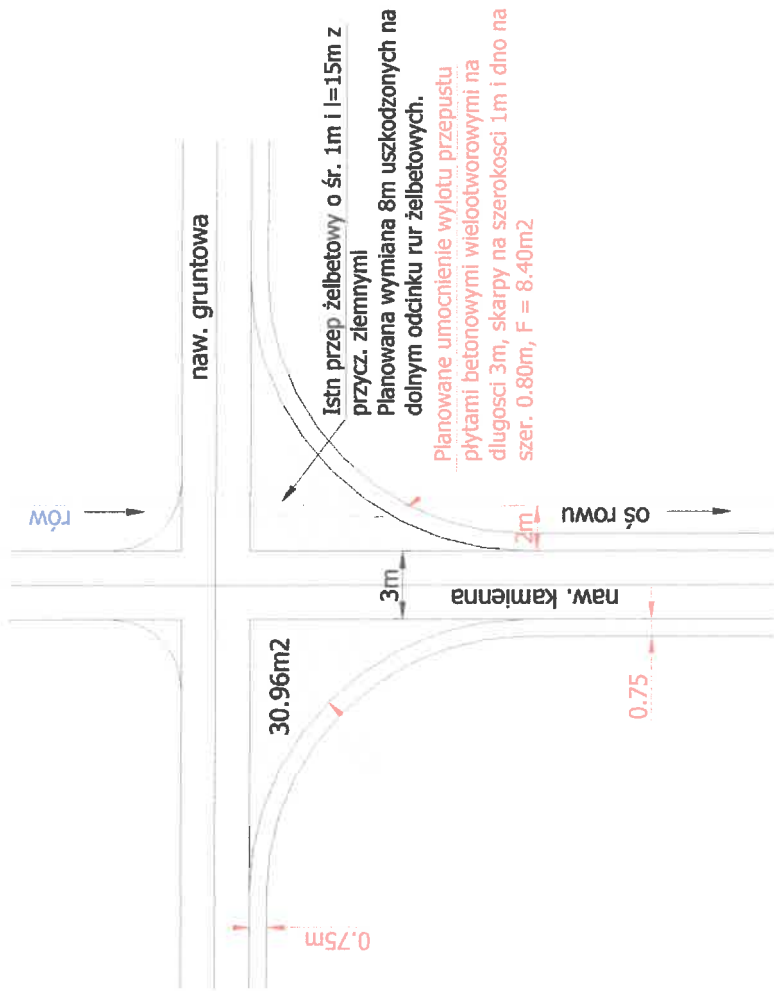 naw. gruntowa
rów
Istn przep żelbetowy o śr. 1m i l=15m z
przycz. ziemnymi
Planowana wymiana 8m uszkodzonych na
dolnym odcinku rur żelbetowych.
Planowane umocnienie wylotu przepustu
płytami betonowymi wielootworowymi na
dlugosci 3m, skarpy na szerokosci 1m i dno na
szer. 0.80m, F = 8.40m2
oś rowu
2m
3m
naw. kamienna
30.96m2
0.75
0.75m